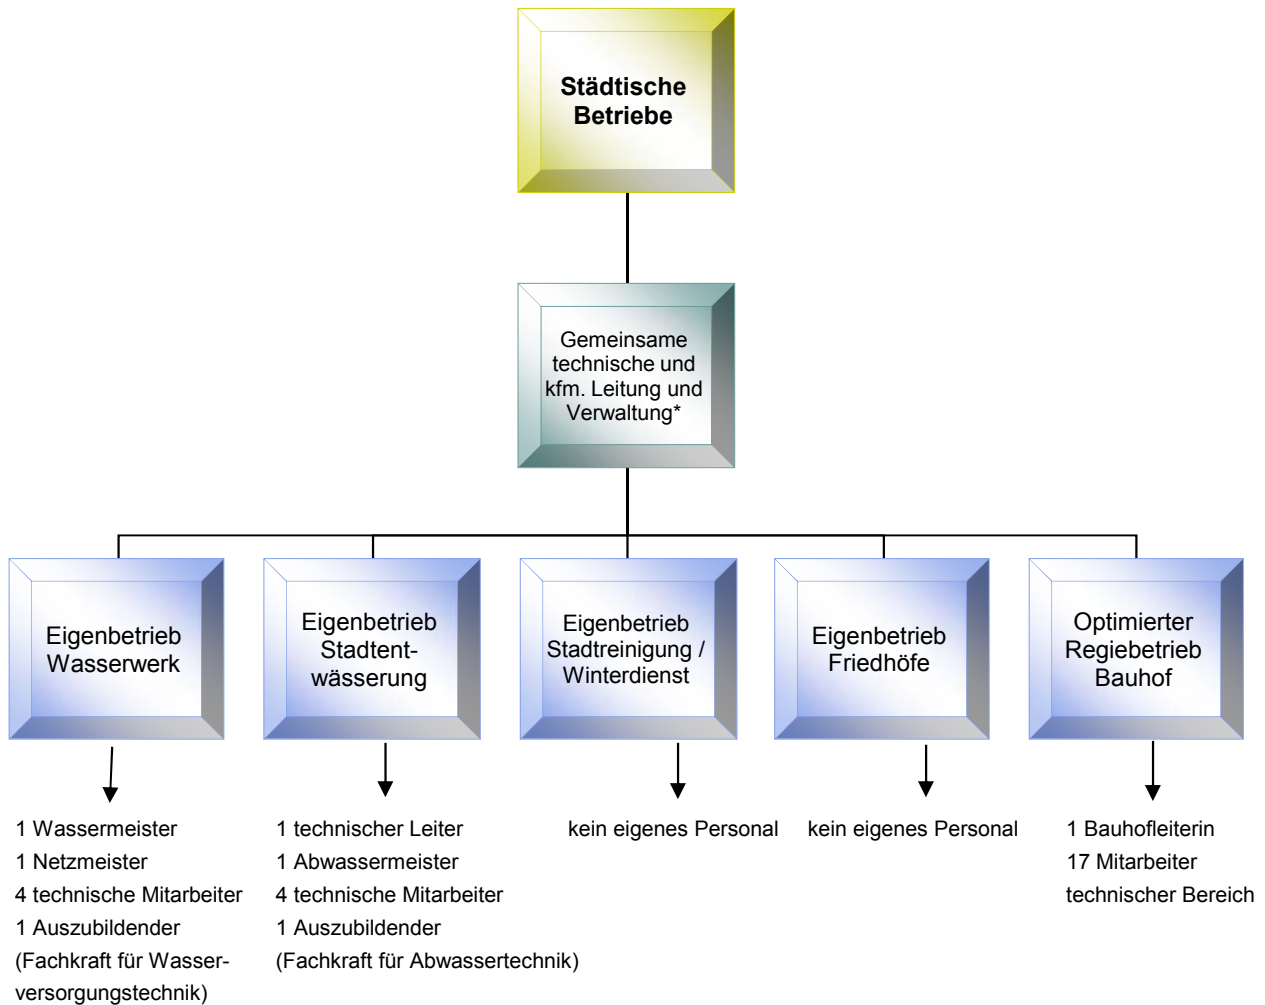 Städtische
Betriebe
Gemeinsame
technische und
kfm. Leitung und
Verwaltung*
Eigenbetrieb
Wasserwerk
Eigenbetrieb
Stadtent-
wässerung
Eigenbetrieb
Stadtreinigung /
Winterdienst
Eigenbetrieb
Friedhöfe
Optimierter
Regiebetrieb
Bauhof
1 Wassermeister
1 Netzmeister
4 technische Mitarbeiter
1 Auszubildender
(Fachkraft für Wasser-
versorgungstechnik)
1 technischer Leiter
1 Abwassermeister
4 technische Mitarbeiter
1 Auszubildender
(Fachkraft für Abwassertechnik)
kein eigenes Personal
kein eigenes Personal
1 Bauhofleiterin
17 Mitarbeiter
technischer Bereich